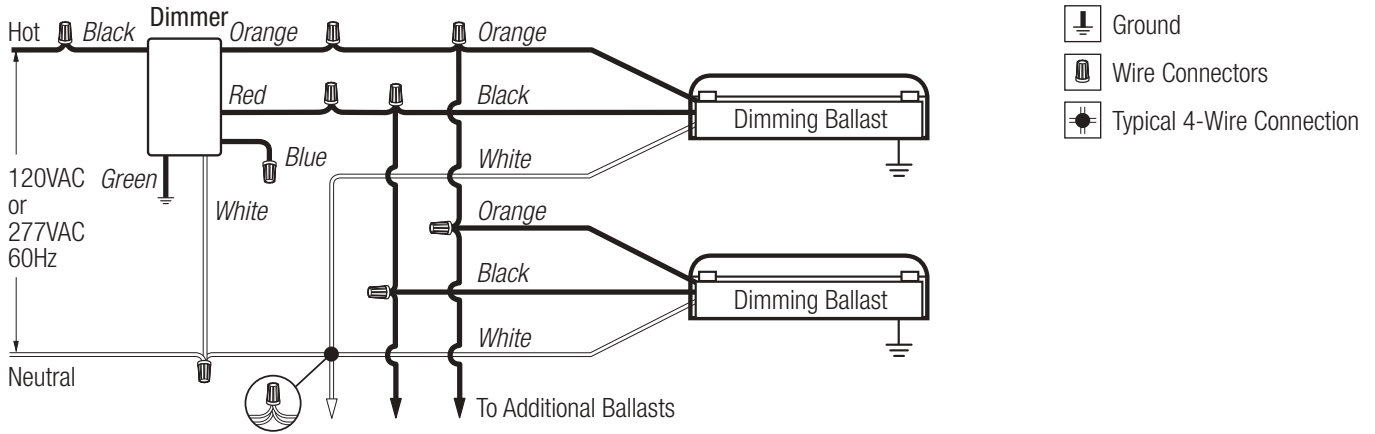 Dimmer
Hot
Black
Orange
Orange
Red
Black
Dimming Ballast
Blue
White
120VAC
or
277VAC
60Hz
Green
White
Orange
Black
Dimming Ballast
White
Neutral
To Additional Ballasts
Ground
Wire Connectors
Typical 4-Wire Connection